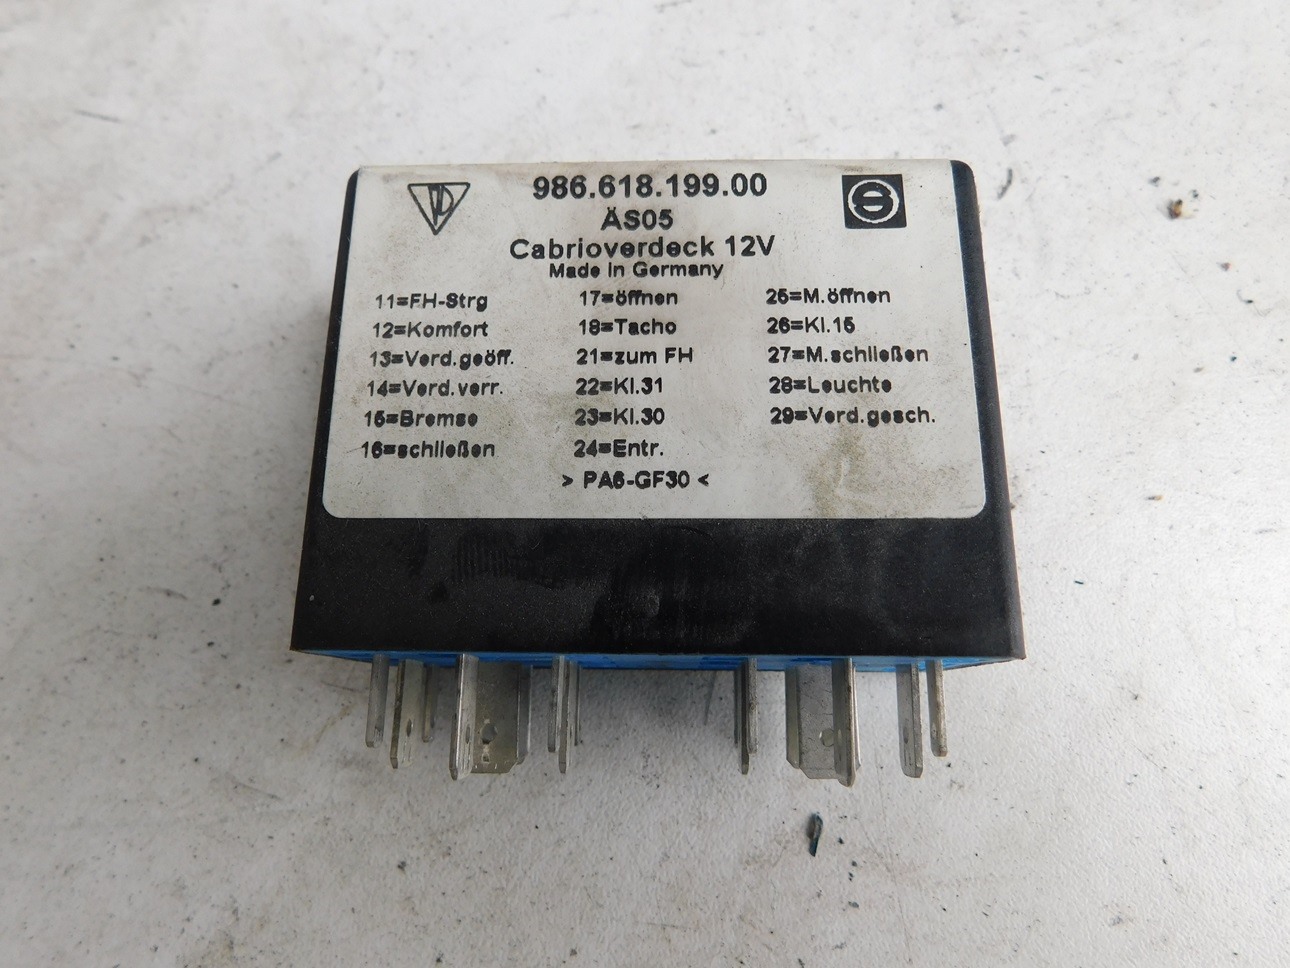 986.618.199.00
ÄS05
Cabrioverdeck 12V
Made in Germany
11=FH-Strg
12=Komfort
13=Verd.geöff.
14=Verd.verr.
15=Bremse
16=schließen
17=öffnen
18=Tacho
21=zum FH
22=Kl.31
23=Kl.30
24=Entr.
25=M.öffnen
26=Kl.15
27=M.schließen
28=Leuchte
29=Verd.gesch.
> PA6-GF30 <